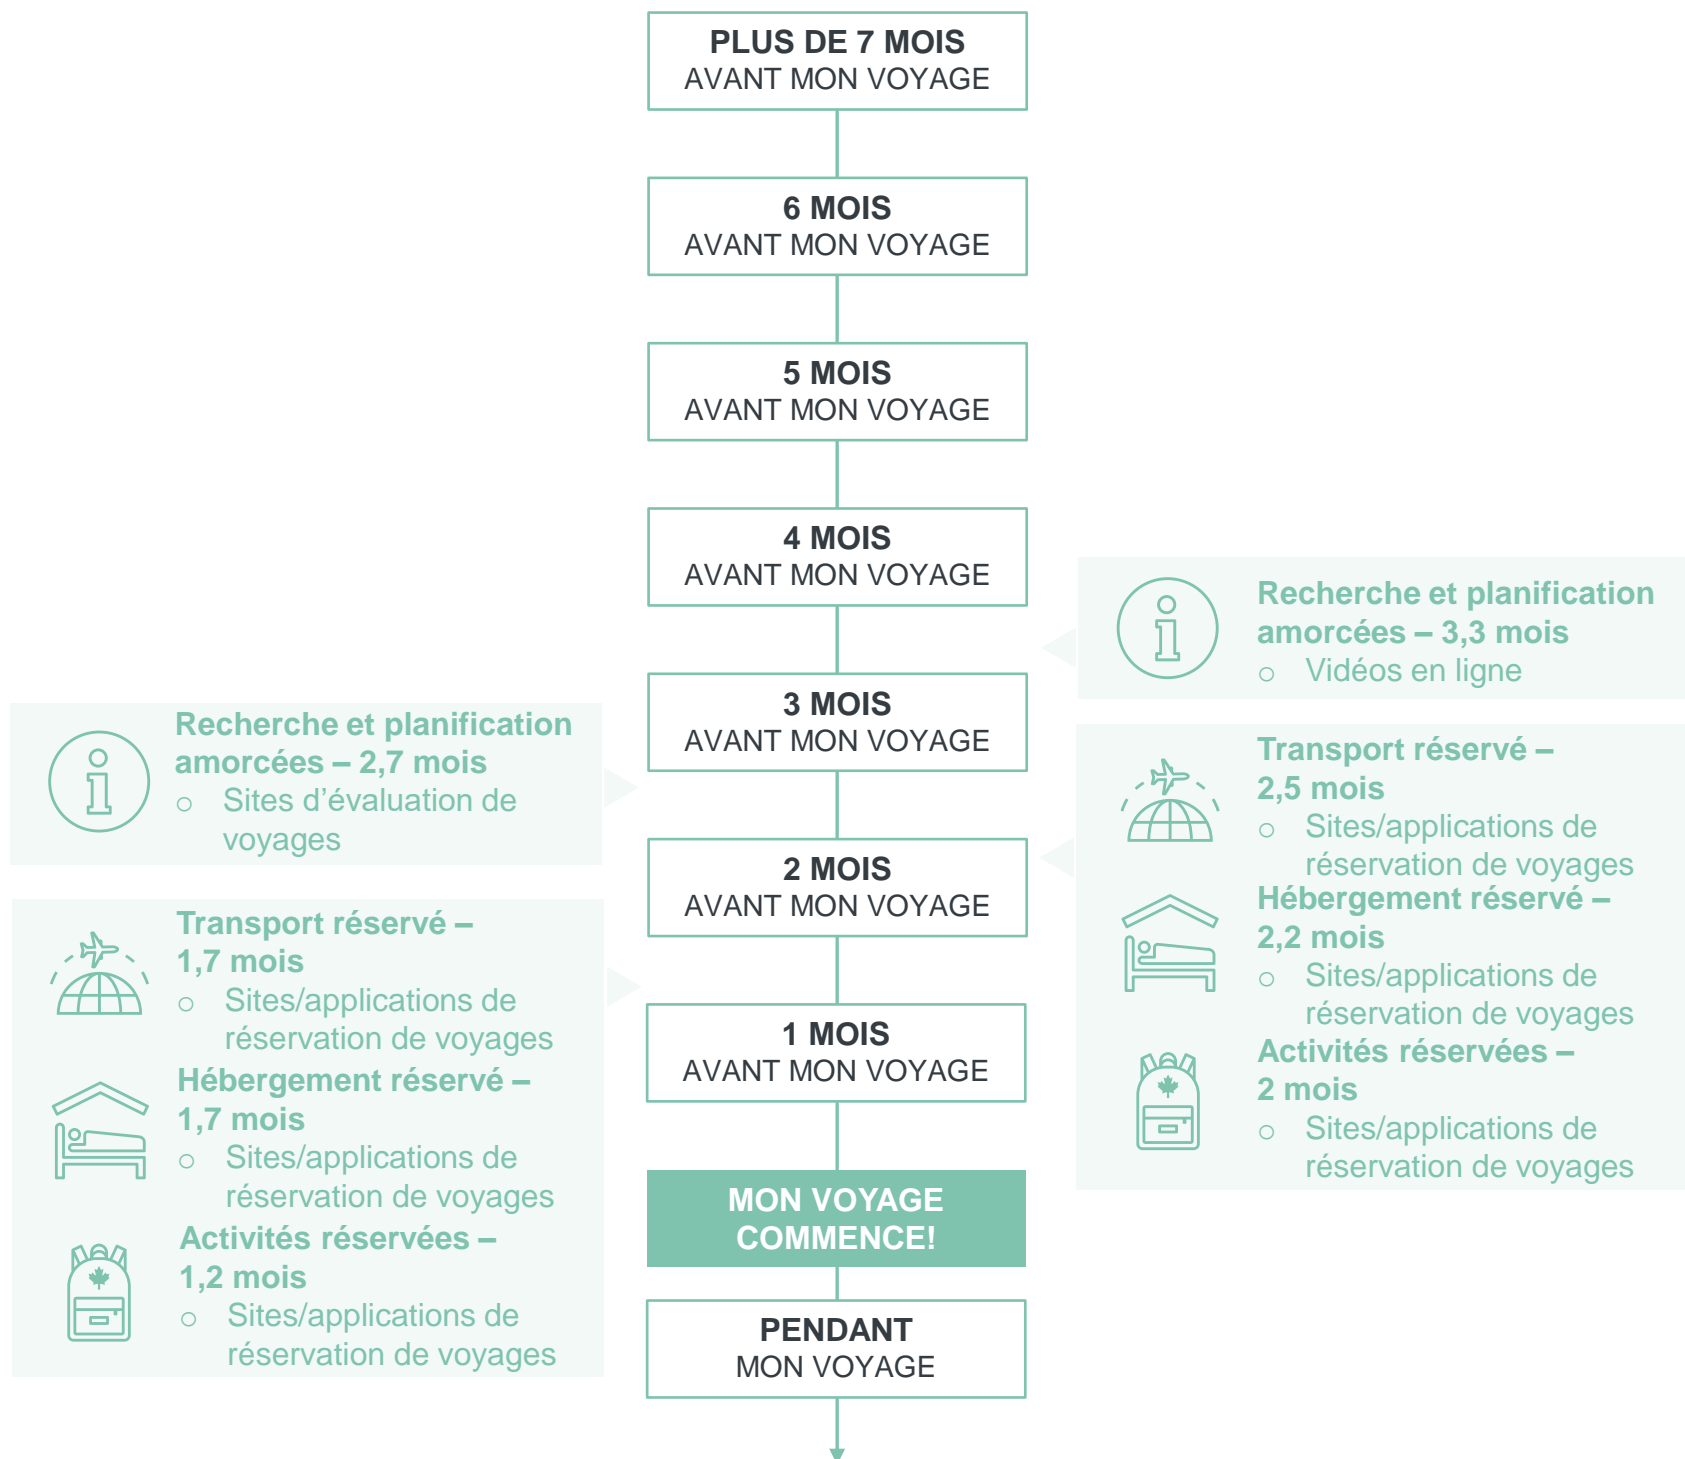 PLUS DE 7 MOIS
AVANT MON VOYAGE
6 MOIS
AVANT MON VOYAGE
5 MOIS
AVANT MON VOYAGE
4 MOIS
AVANT MON VOYAGE
3 MOIS
AVANT MON VOYAGE
2 MOIS
AVANT MON VOYAGE
1 MOIS
AVANT MON VOYAGE
MON VOYAGE
COMMENCE!
PENDANT
MON VOYAGE
Recherche et planification
amorcées – 2,7 mois
o Sites d’évaluation de
voyages
Transport réservé –
1,7 mois
o Sites/applications de
réservation de voyages
Hébergement réservé –
1,7 mois
o Sites/applications de
réservation de voyages
Activités réservées –
1,2 mois
o Sites/applications de
réservation de voyages
Recherche et planification
amorcées – 3,3 mois
o Vidéos en ligne
Transport réservé –
2,5 mois
o Sites/applications de
réservation de voyages
Hébergement réservé –
2,2 mois
o Sites/applications de
réservation de voyages
Activités réservées –
2 mois
o Sites/applications de
réservation de voyages